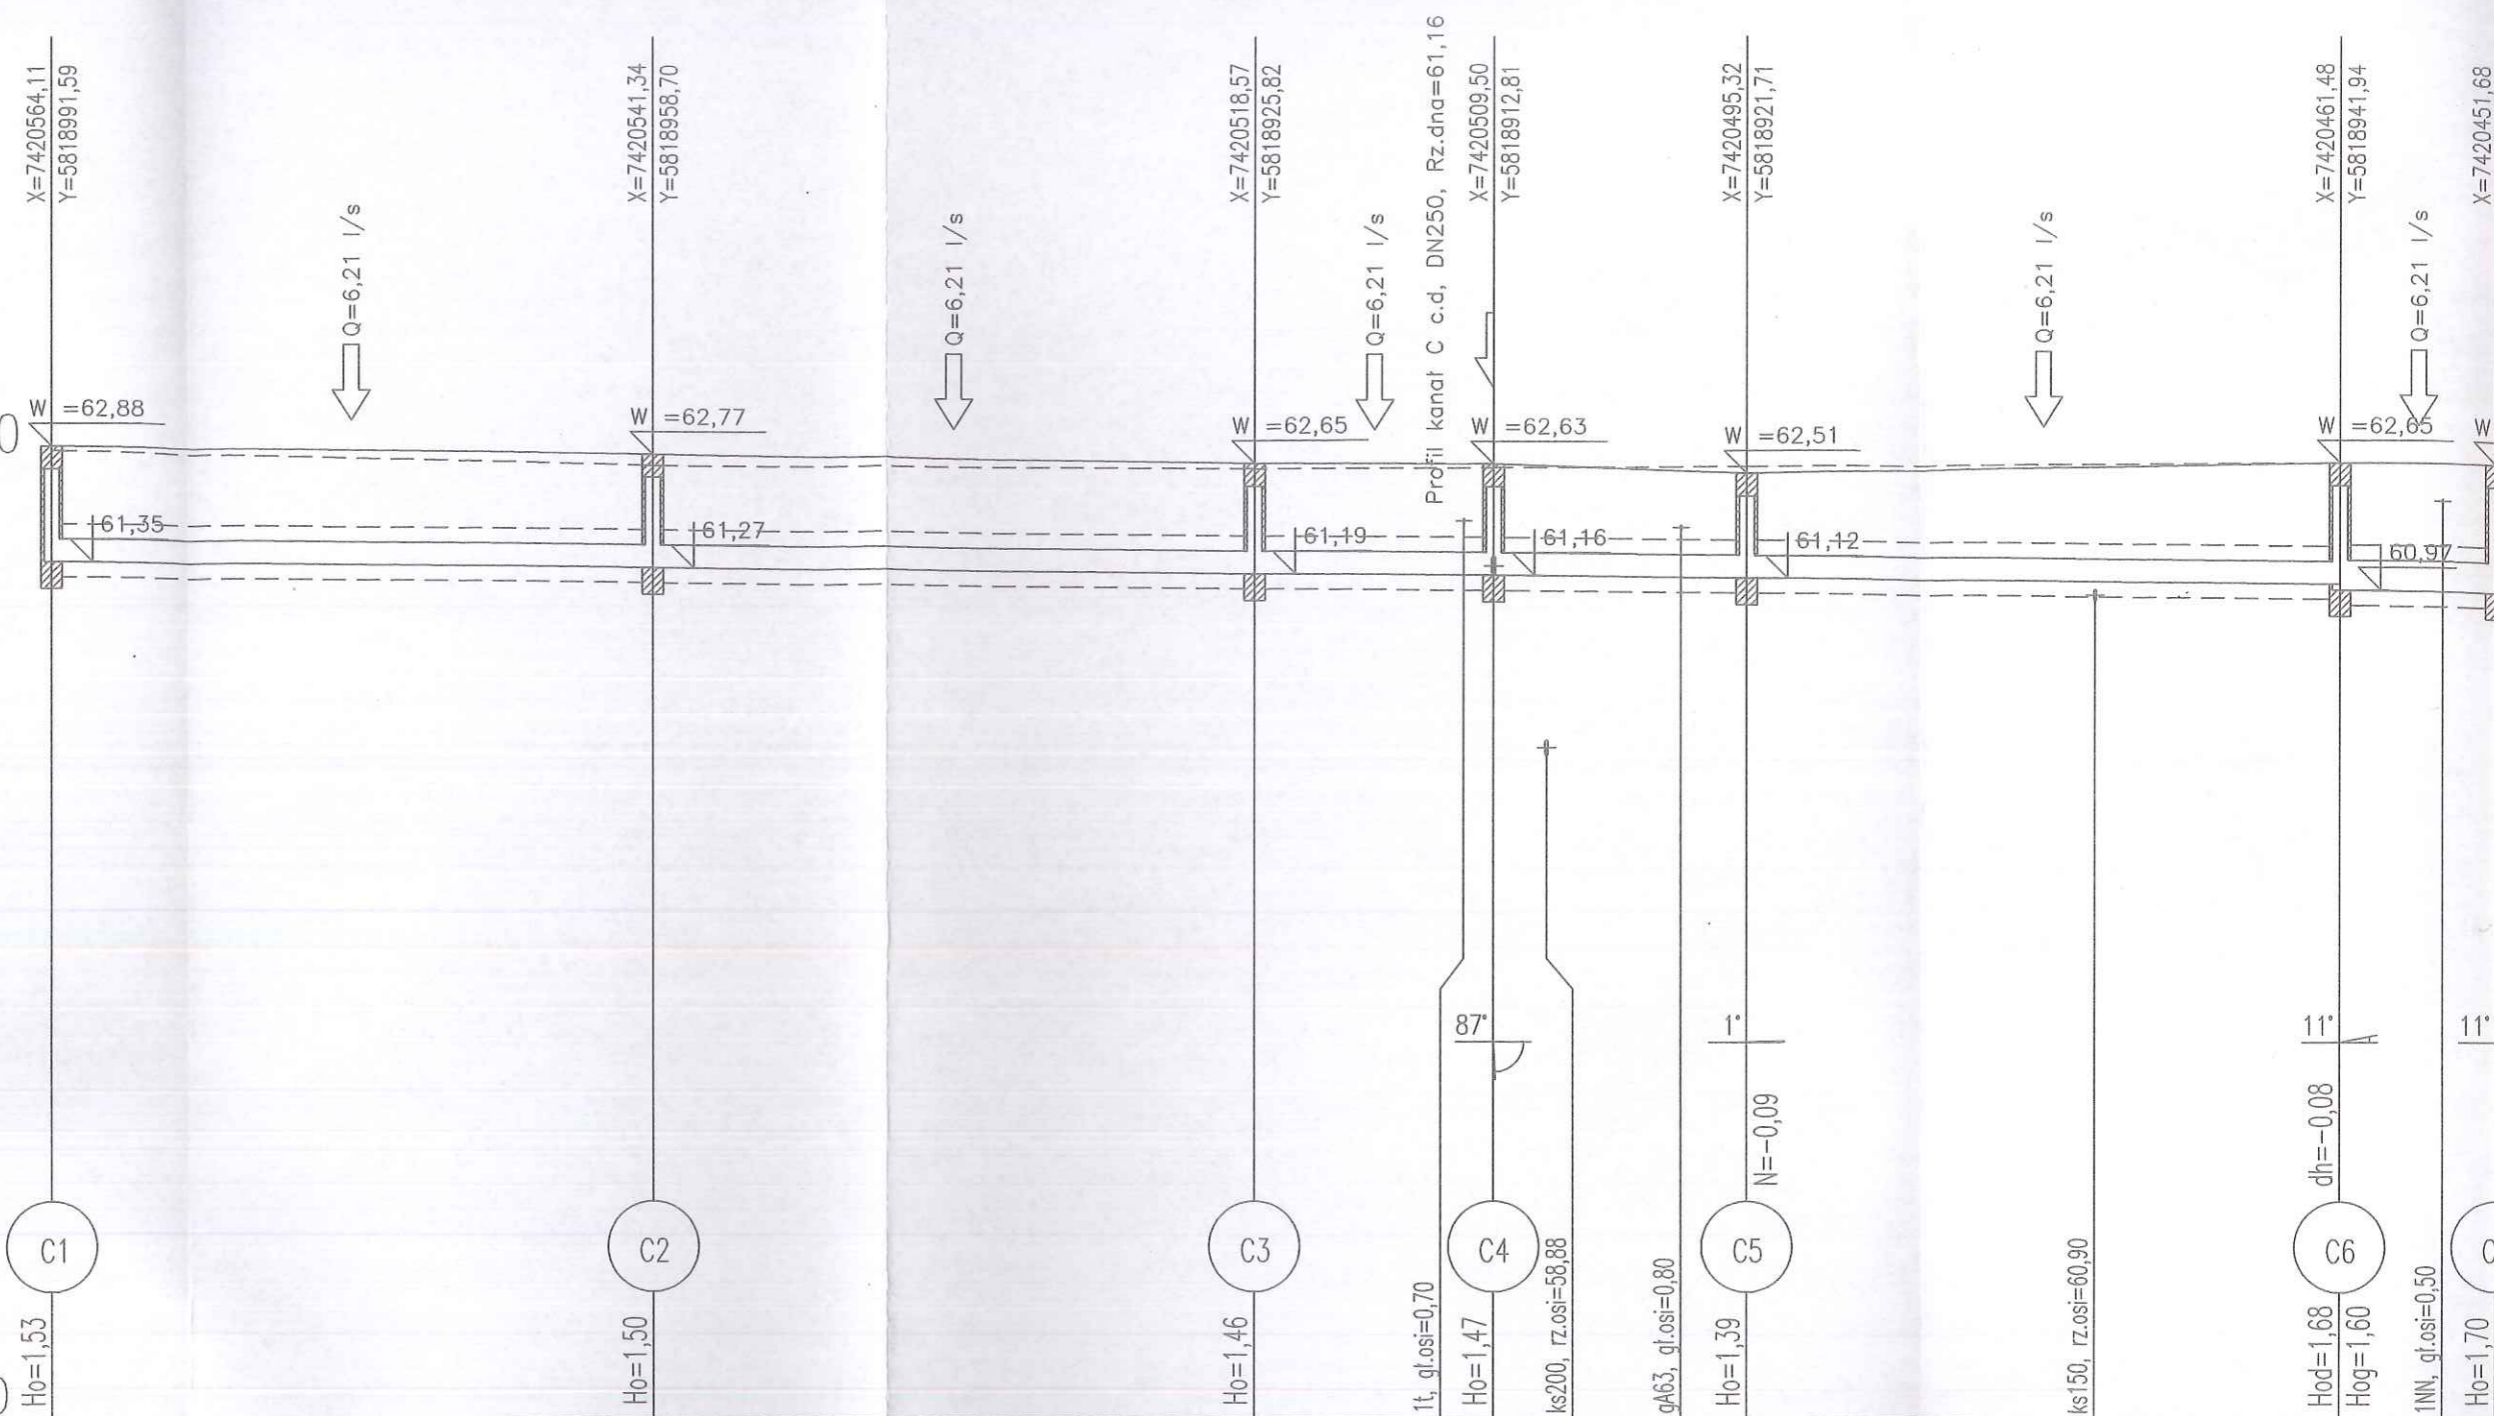 X=7420564,11
Y=5818991,59
X=7420541,34
Y=5818958,70
X=7420518,57
Y=5818925,82
Profil kanał C c.d, DN250, Rz.dna=61,16
X=7420509,50
Y=5818912,81
X=7420495,32
Y=5818921,71
X=7420461,48
Y=5818941,94
X=7420451,68
Q=6,21 l/s
Q=6,21 l/s
Q=6,21 l/s
Q=6,21 l/s
Q=6,21 l/s
W =62,88
W =62,77
W =62,65
W =62,63
W =62,51
W =62,65
W
0
61,35
61,27
61,19
61,16
61,12
60,97
87°
1°
11°
11°
N=-0,09
dh=-0,08
C1
C2
C3
C4
C5
C6
C
Ho=1,53
Ho=1,50
Ho=1,46
1t, gł.osi=0,70
Ho=1,47
ks200, rz.osi=58,88
gA63, gł.osi=0,80
Ho=1,39
ks150, rz.osi=60,90
Hod=1,68
Hog=1,60
1NN, gł.osi=0,50
Ho=1,70